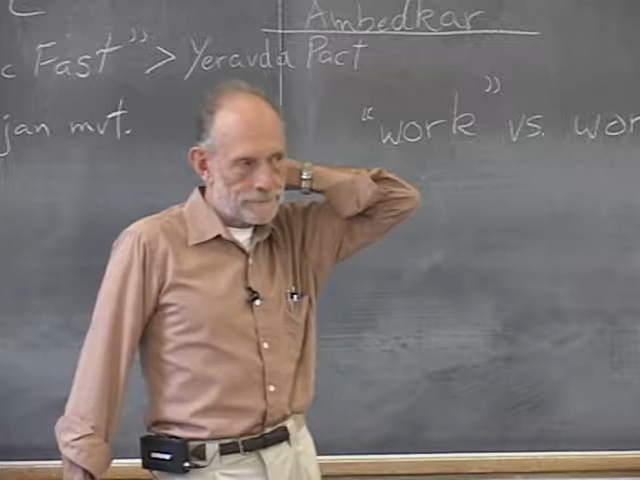 Ambedkar
c Fast" > Yeravda Pact
jan mvt.
"work" vs. wor